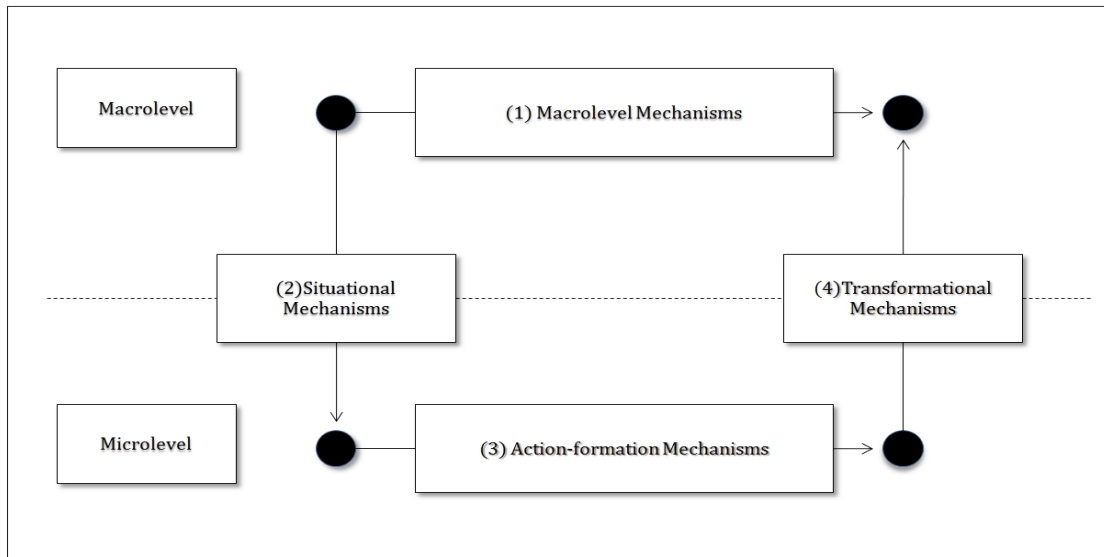 Macrolevel
(1) Macrolevel Mechanisms
(2)Situational
Mechanisms
(4)Transformational
Mechanisms
Microlevel
(3) Action-formation Mechanisms